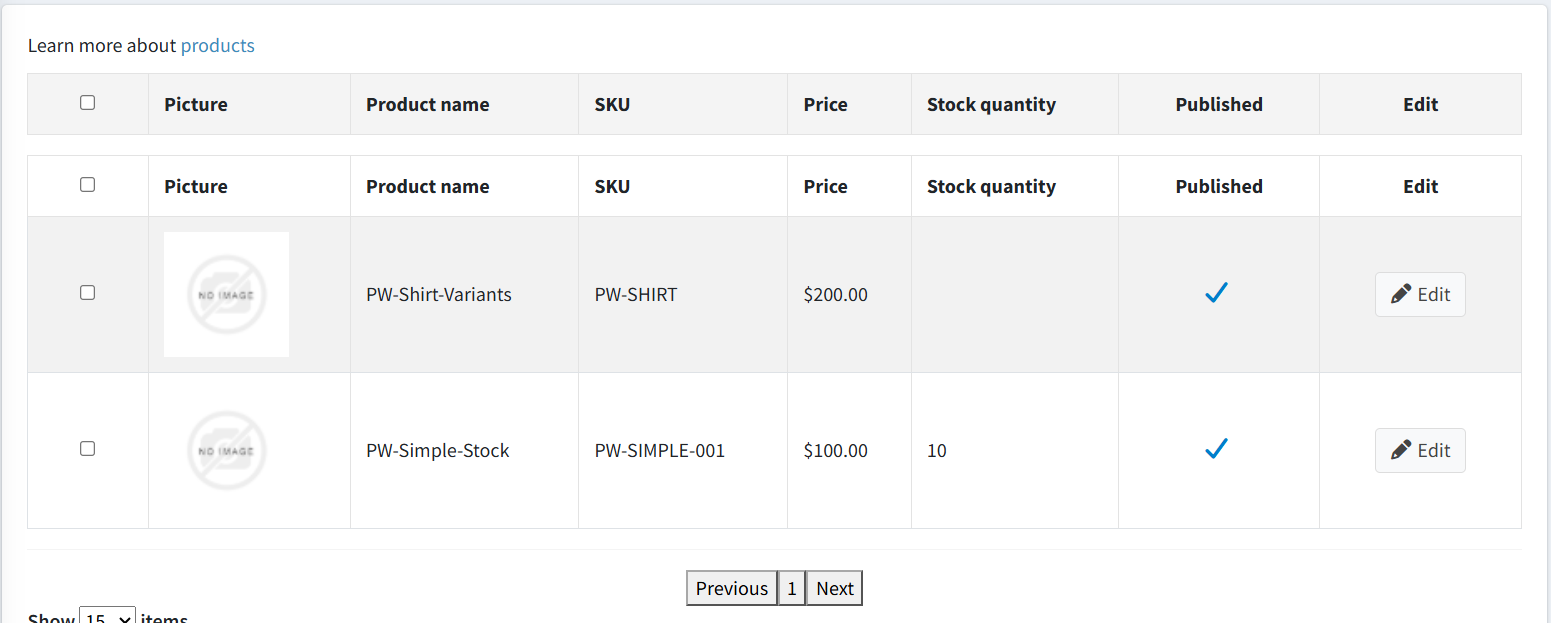 Learn more about products
Picture Product name SKU Price Stock quantity Published Edit
Picture Product name SKU Price Stock quantity Published Edit
NO IMAGE PW-Shirt-Variants PW-SHIRT $200.00 Edit
NO IMAGE PW-Simple-Stock PW-SIMPLE-001 $100.00 10 Edit
Previous 1 Next
Show 15 items